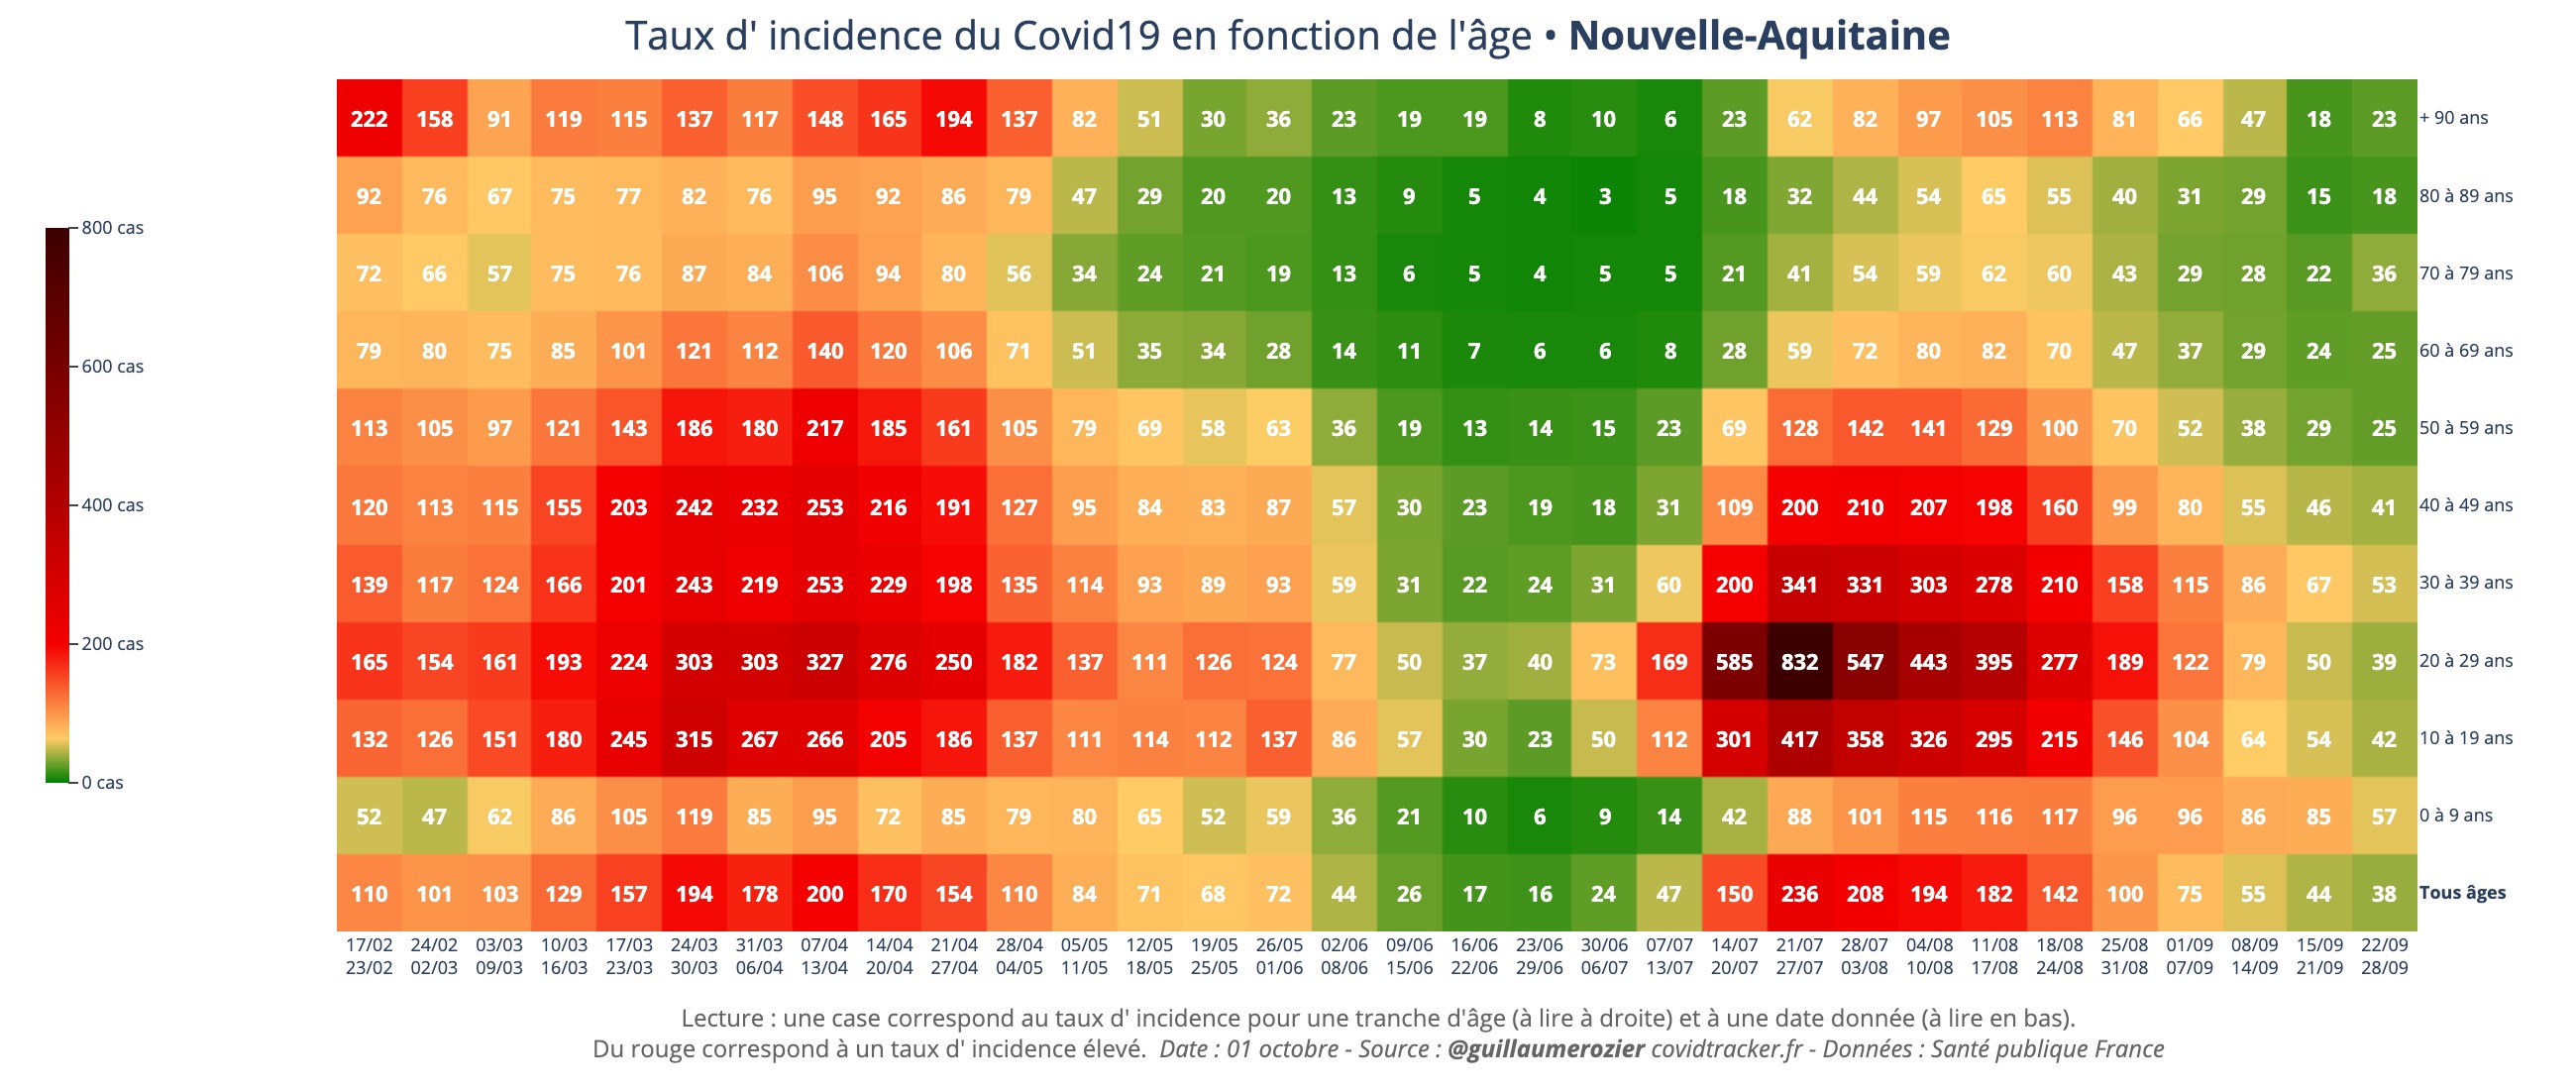 Taux d' incidence du Covid19 en fonction de l'âge • Nouvelle-Aquitaine
800 cas
600 cas
400 cas
200 cas
0 cas
222 158 91 119 115 137 117 148 165 194 137 82 51 30 36 23 19 19 8 10 6 23 62 82 97 105 113 81 66 47 18 23 + 90 ans
92 76 67 75 77 82 76 95 92 86 79 47 29 20 20 13 9 5 4 3 5 18 32 44 54 65 55 40 31 29 15 18 80 à 89 ans
72 66 57 75 76 87 84 106 94 80 56 34 24 21 19 13 6 5 4 5 5 21 41 54 59 62 60 43 29 28 22 36 70 à 79 ans
79 80 75 85 101 121 112 140 120 106 71 51 35 34 28 14 11 7 6 6 8 28 59 72 80 82 70 47 37 29 24 25 60 à 69 ans
113 105 97 121 143 186 180 217 185 161 105 79 69 58 63 36 19 13 14 15 23 69 128 142 141 129 100 70 52 38 29 25 50 à 59 ans
120 113 115 155 203 242 232 253 216 191 127 95 84 83 87 57 30 23 19 18 31 109 200 210 207 198 160 99 80 55 46 41 40 à 49 ans
139 117 124 166 201 243 219 253 229 198 135 114 93 89 93 59 31 22 24 31 60 200 341 331 303 278 210 158 115 86 67 53 30 à 39 ans
165 154 161 193 224 303 303 327 276 250 182 137 111 126 124 77 50 37 40 73 169 585 832 547 443 395 277 189 122 79 50 39 20 à 29 ans
132 126 151 180 245 315 267 266 205 186 137 111 114 112 137 86 57 30 23 50 112 301 417 358 326 295 215 146 104 64 54 42 10 à 19 ans
52 47 62 86 105 119 85 95 72 85 79 80 65 52 59 36 21 10 6 9 14 42 88 101 115 116 117 96 96 86 85 57 0 à 9 ans
110 101 103 129 157 194 178 200 170 154 110 84 71 68 72 44 26 17 16 24 47 150 236 208 194 182 142 100 75 55 44 38 Tous âges
17/02 24/02 03/03 10/03 17/03 24/03 31/03 07/04 14/04 21/04 28/04 05/05 12/05 19/05 26/05 02/06 09/06 16/06 23/06 30/06 07/07 14/07 21/07 28/07 04/08 11/08 18/08 25/08 01/09 08/09 15/09 22/09
23/02 02/03 09/03 16/03 23/03 30/03 06/04 13/04 20/04 27/04 04/05 11/05 18/05 25/05 01/06 08/06 15/06 22/06 29/06 06/07 13/07 20/07 27/07 03/08 10/08 17/08 24/08 31/08 07/09 14/09 21/09 28/09
Lecture : une case correspond au taux d' incidence pour une tranche d'âge (à lire à droite) et à une date donnée (à lire en bas).
Du rouge correspond à un taux d' incidence élevé. Date : 01 octobre - Source : @guillaumerozier covidtracker.fr - Données : Santé publique France